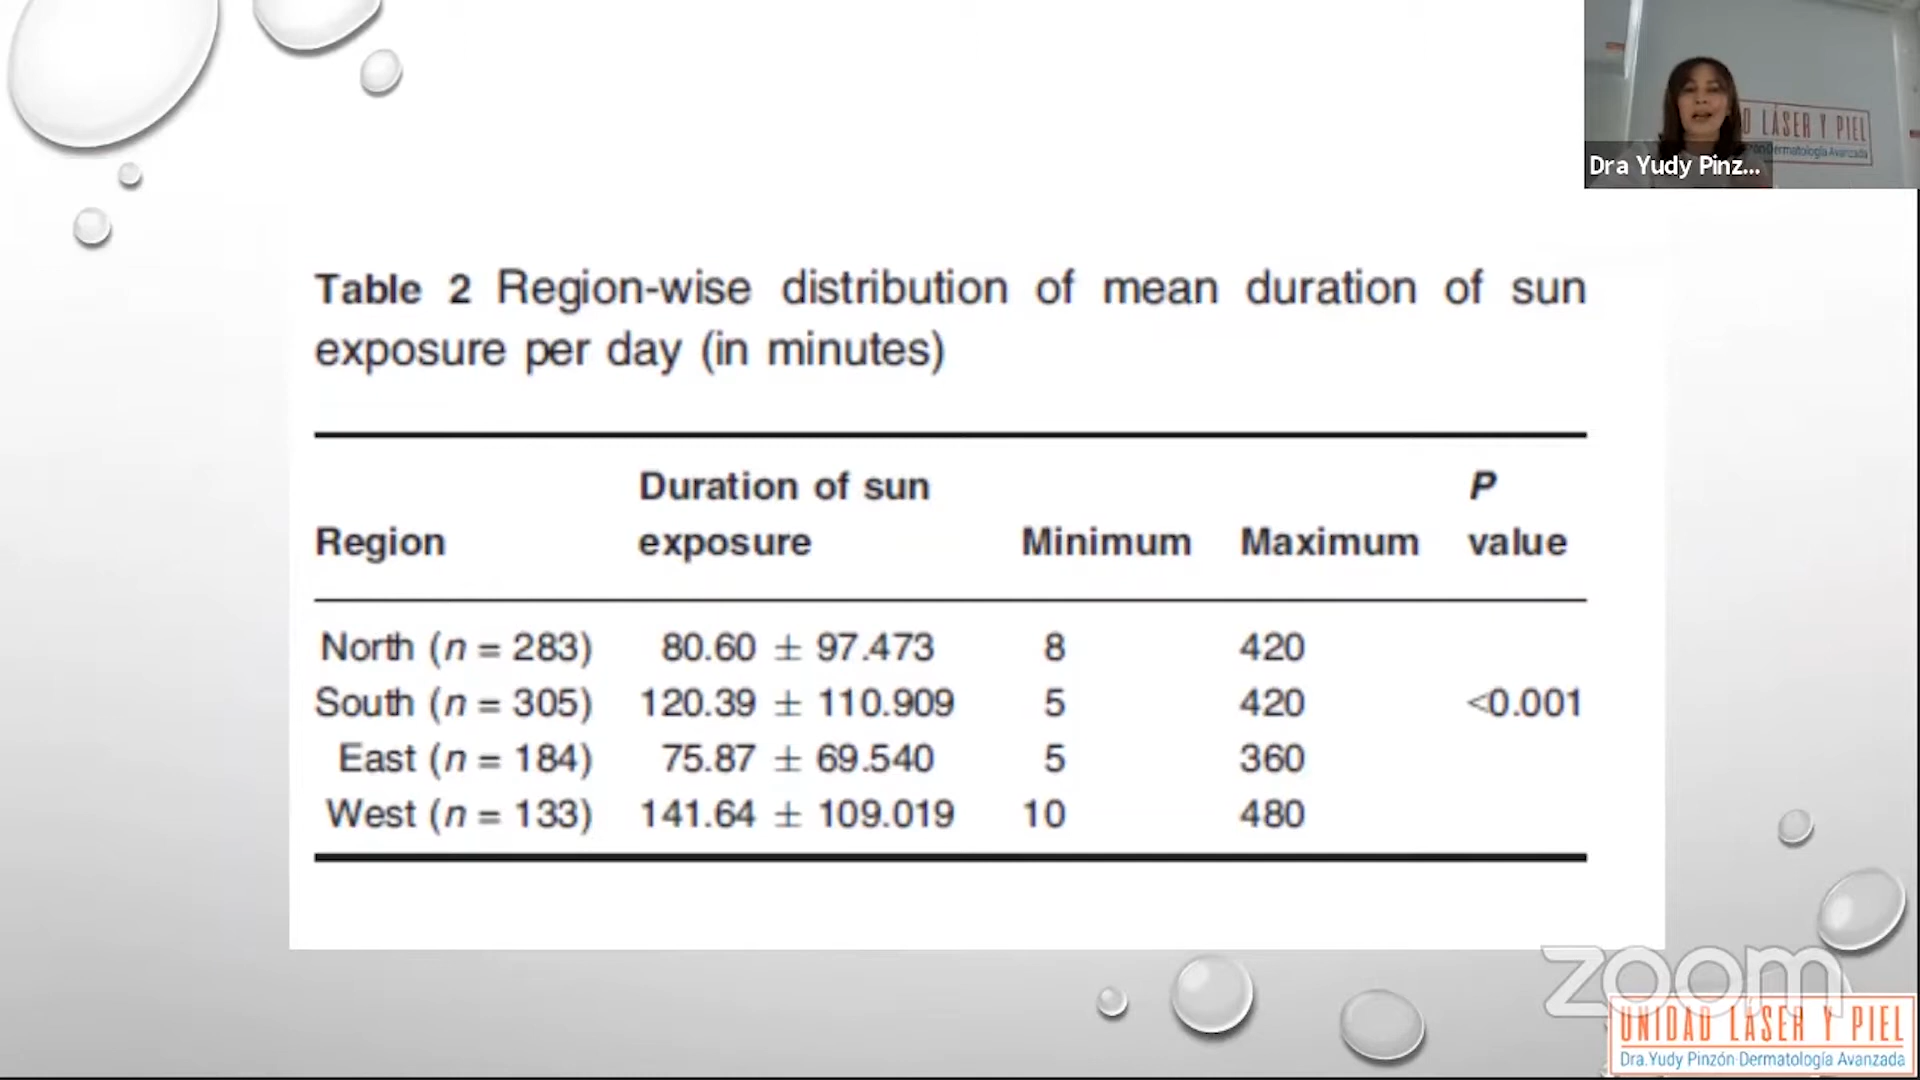 D LÁSER Y PIEL
Dermatología Avanzada
Dra Yudy Pinz...
Table 2 Region-wise distribution of mean duration of sun
exposure per day (in minutes)
Duration of sun P
Region exposure Minimum Maximum value
North (n = 283) 80.60 ± 97.473 8 420
South (n = 305) 120.39 ± 110.909 5 420 <0.001
East (n = 184) 75.87 ± 69.540 5 360
West (n = 133) 141.64 ± 109.019 10 480
zoom
UNIDAD LÁSER Y PIEL
Dra.Yudy Pinzón-Dermatología Avanzada